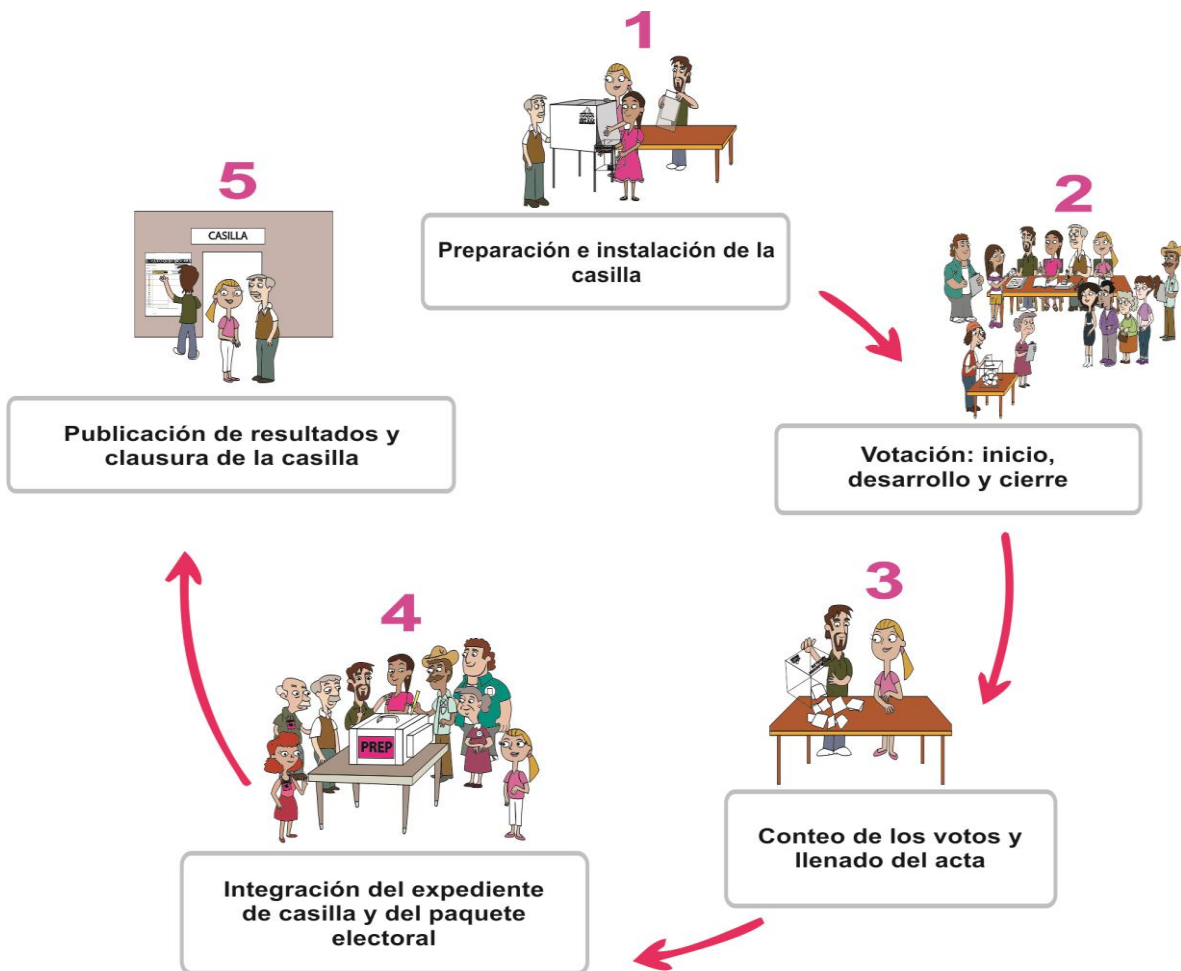 1
Preparación e instalación de la
casilla
2
Votación: inicio,
desarrollo y cierre
3
Conteo de los votos y
llenado del acta
4
PREP
Integración del expediente
de casilla y del paquete
electoral
5
CASILLA
Publicación de resultados y
clausura de la casilla